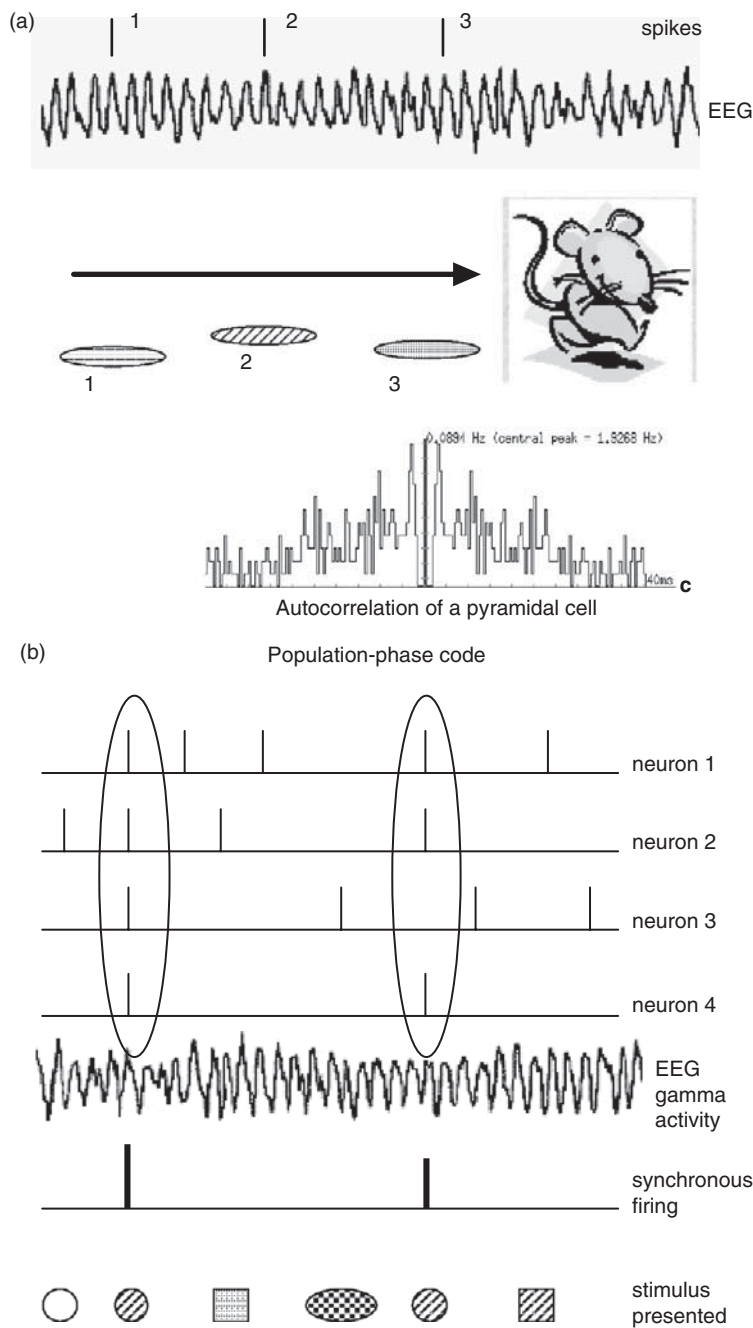 (a)
1 2 3 spikes
EEG
1 2 3
0.0894 Hz (central peak = 1.9268 Hz)
40ms c
Autocorrelation of a pyramidal cell
(b)
Population-phase code
neuron 1
neuron 2
neuron 3
neuron 4
EEG
gamma
activity
synchronous
firing
stimulus
presented